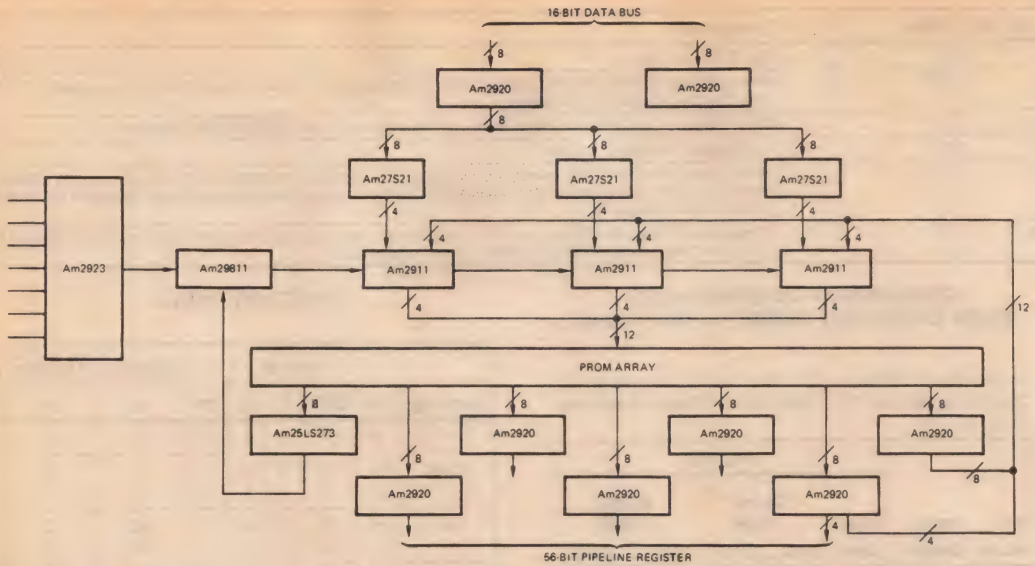 16-BIT DATA BUS
8 8
Am2920 Am2920
8
8 8 8
Am27S21 Am27S21 Am27S21
4 4 4
4 4 4
Am2923 Am29811 Am2911 Am2911 Am2911
4 4 4
12
12
PROM ARRAY
8 8 8 8
Am25LS273 Am2920 Am2920 Am2920
8 8 8 8
Am2920 Am2920 Am2920
4 4
56-BIT PIPELINE REGISTER